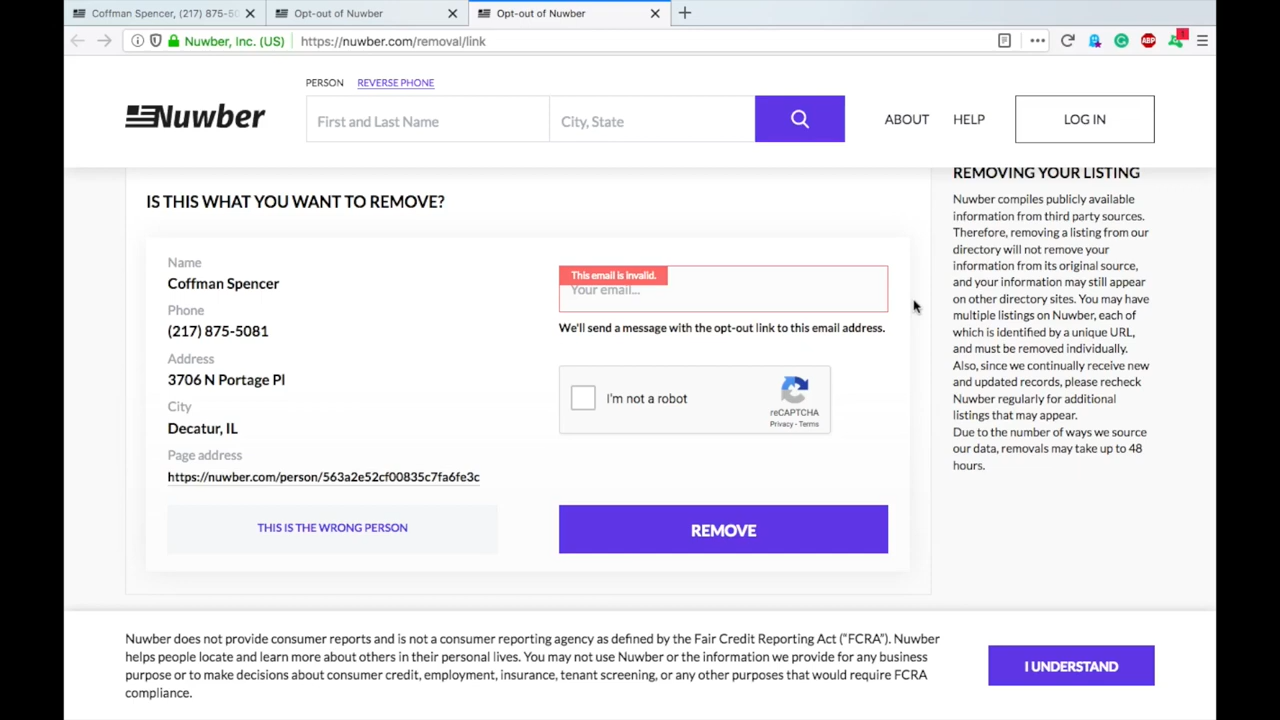 Coffman Spencer, (217) 875-50
Opt-out of Nuwber
Opt-out of Nuwber
Nuwber, Inc. (US)
https://nuwber.com/removal/link
ABP
1
Nuwber
PERSON
REVERSE PHONE
First and Last Name
City, State
ABOUT
HELP
LOG IN
IS THIS WHAT YOU WANT TO REMOVE?
Name
Coffman Spencer
Phone
(217) 875-5081
Address
3706 N Portage Pl
City
Decatur, IL
Page address
https://nuwber.com/person/563a2e52cf00835c7fa6fe3c
THIS IS THE WRONG PERSON
This email is invalid.
Your email...
We'll send a message with the opt-out link to this email address.
I'm not a robot
reCAPTCHA
Privacy - Terms
REMOVE
REMOVING YOUR LISTING
Nuwber compiles publicly available
information from third party sources.
Therefore, removing a listing from our
directory will not remove your
information from its original source,
and your information may still appear
on other directory sites. You may have
multiple listings on Nuwber, each of
which is identified by a unique URL,
and must be removed individually.
Also, since we continually receive new
and updated records, please recheck
Nuwber regularly for additional
listings that may appear.
Due to the number of ways we source
our data, removals may take up to 48
hours.
Nuwber does not provide consumer reports and is not a consumer reporting agency as defined by the Fair Credit Reporting Act ("FCRA"). Nuwber
helps people locate and learn more about others in their personal lives. You may not use Nuwber or the information we provide for any business
purpose or to make decisions about consumer credit, employment, insurance, tenant screening, or any other purposes that would require FCRA
compliance.
I UNDERSTAND